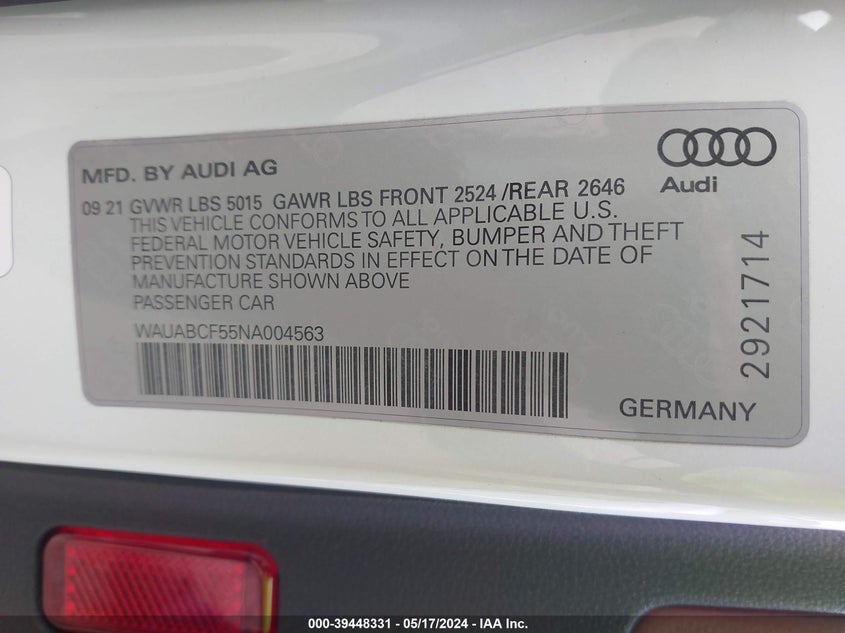 MFD. BY AUDI AG
Audi
09 21 GVWR LBS 5015 GAWR LBS FRONT 2524 /REAR 2646
THIS VEHICLE CONFORMS TO ALL APPLICABLE U.S.
FEDERAL MOTOR VEHICLE SAFETY, BUMPER AND THEFT
PREVENTION STANDARDS IN EFFECT ON THE DATE OF
MANUFACTURE SHOWN ABOVE
PASSENGER CAR
WAUABCF55NA004563
2921714
GERMANY
000-39448331 - 05/17/2024 - IAA Inc.